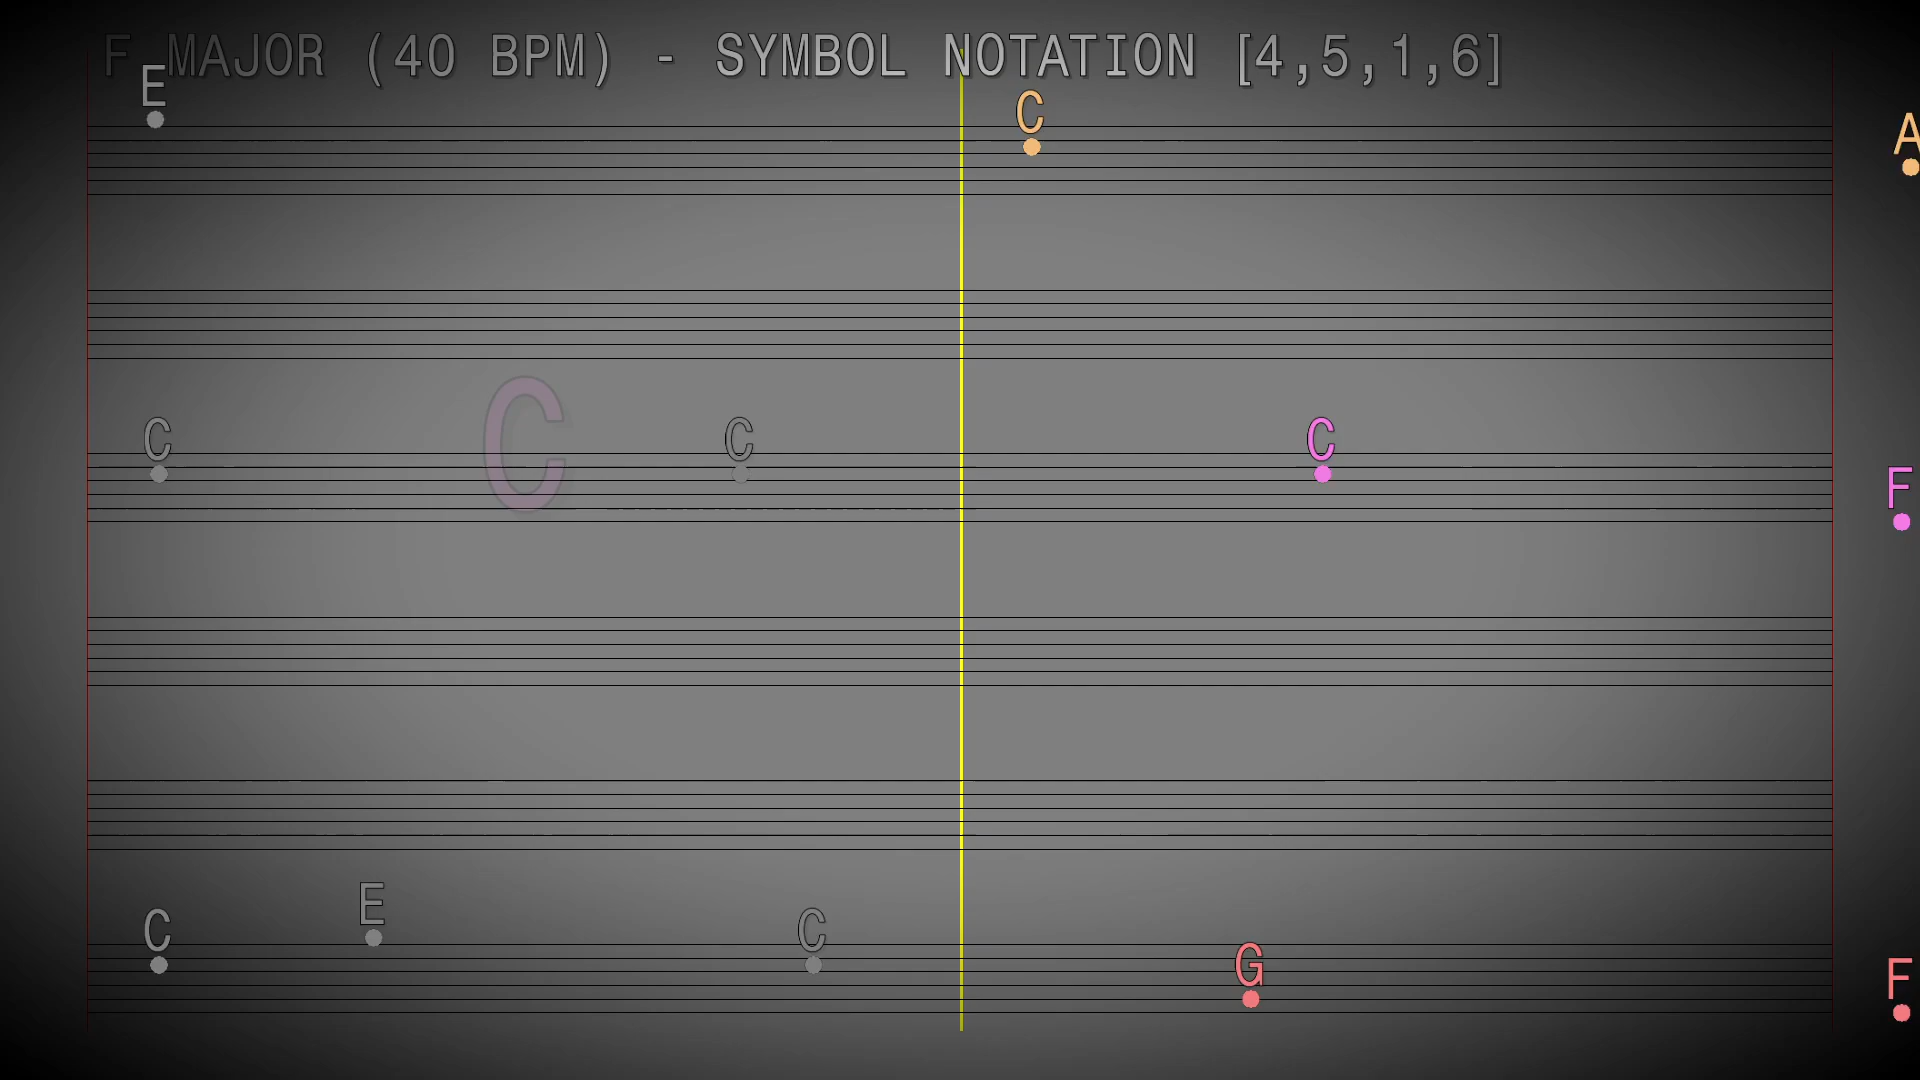 F MAJOR (40 BPM) - SYMBOL NOTATION [4,5,1,6]
E C A
C C C C F
C E C G F